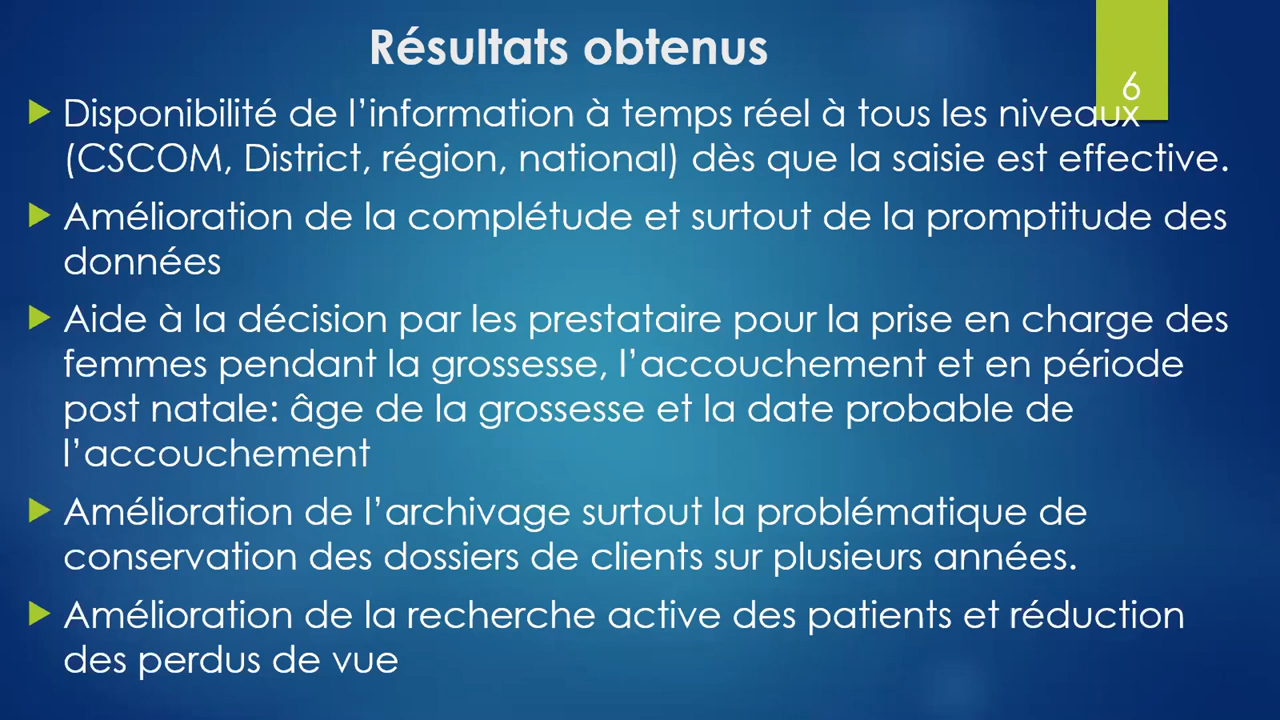 Résultats obtenus
6
Disponibilité de l’information à temps réel à tous les niveaux
(CSCOM, District, région, national) dès que la saisie est effective.
Amélioration de la complétude et surtout de la promptitude des
données
Aide à la décision par les prestataire pour la prise en charge des
femmes pendant la grossesse, l’accouchement et en période
post natale: âge de la grossesse et la date probable de
l’accouchement
Amélioration de l’archivage surtout la problématique de
conservation des dossiers de clients sur plusieurs années.
Amélioration de la recherche active des patients et réduction
des perdus de vue